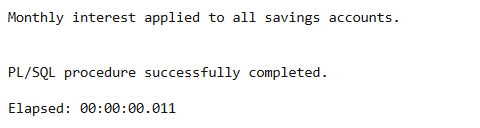 Monthly interest applied to all savings accounts.
PL/SQL procedure successfully completed.
Elapsed: 00:00:00.011